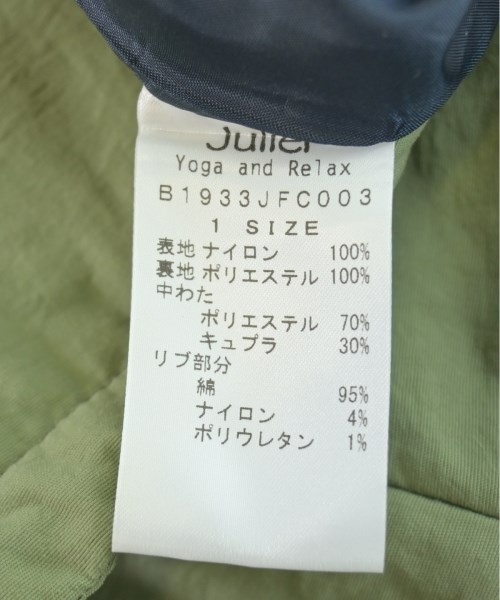 Julier
Yoga and Relax
B1933JFC003
1 SIZE
表地 ナイロン 100%
裏地 ポリエステル 100%
中わた
ポリエステル 70%
キュプラ 30%
リブ部分
綿 95%
ナイロン 4%
ポリウレタン 1%